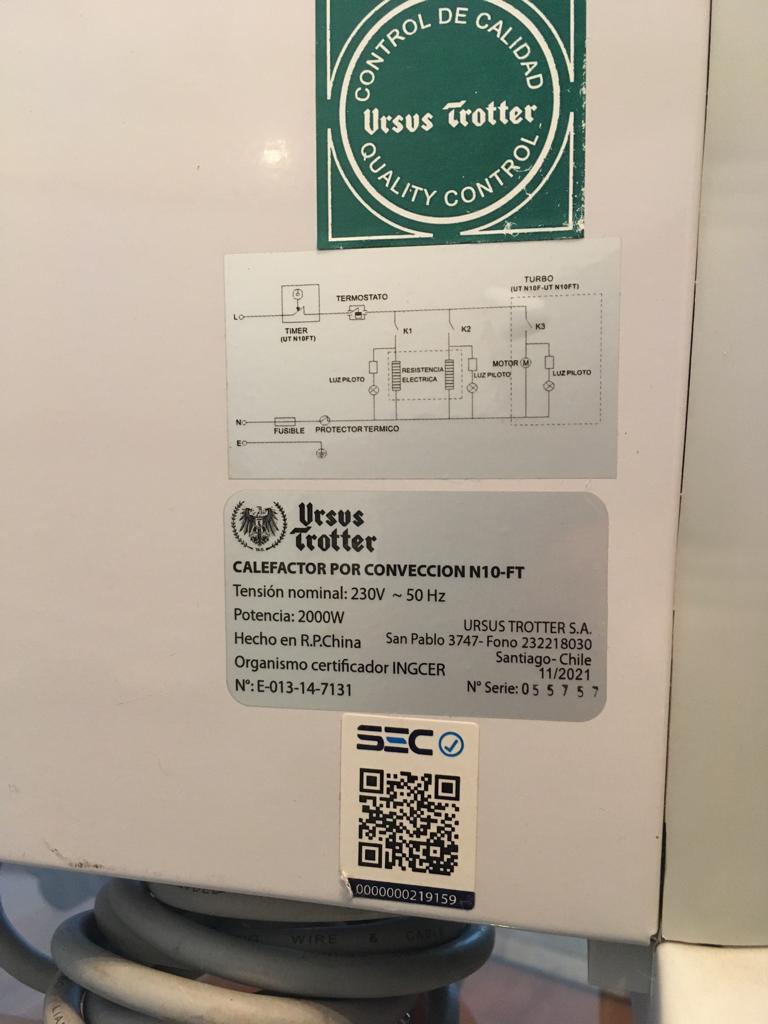 CONTROL DE CALIDAD
Ursus Trotter
QUALITY CONTROL
TURBO
(UT N10F-UT N10FT)
TERMOSTATO
L
TIMER
(UT N10FT)
K1
K2
K3
MOTOR M
LUZ PILOTO
RESISTENCIA
ELECTRICA
LUZ PILOTO
LUZ PILOTO
N
FUSIBLE
PROTECTOR TERMICO
E
Ursus
Trotter
CALEFACTOR POR CONVECCION N10-FT
Tensión nominal: 230V ~ 50 Hz
Potencia: 2000W
Hecho en R.P.China
Organismo certificador INGCER
N°: E-013-14-7131
URSUS TROTTER S.A.
San Pablo 3747- Fono 232218030
Santiago- Chile
11/2021
N° Serie: 055757
SEC
0000000219159
WIRE & CABLE